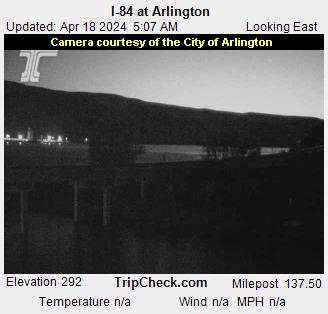 I-84 at Arlington
Updated: Apr 18 2024 5:07 AM Looking East
Camera courtesy of the City of Arlington
Elevation 292 TripCheck.com Milepost 137.50
Temperature n/a Wind n/a MPH n/a